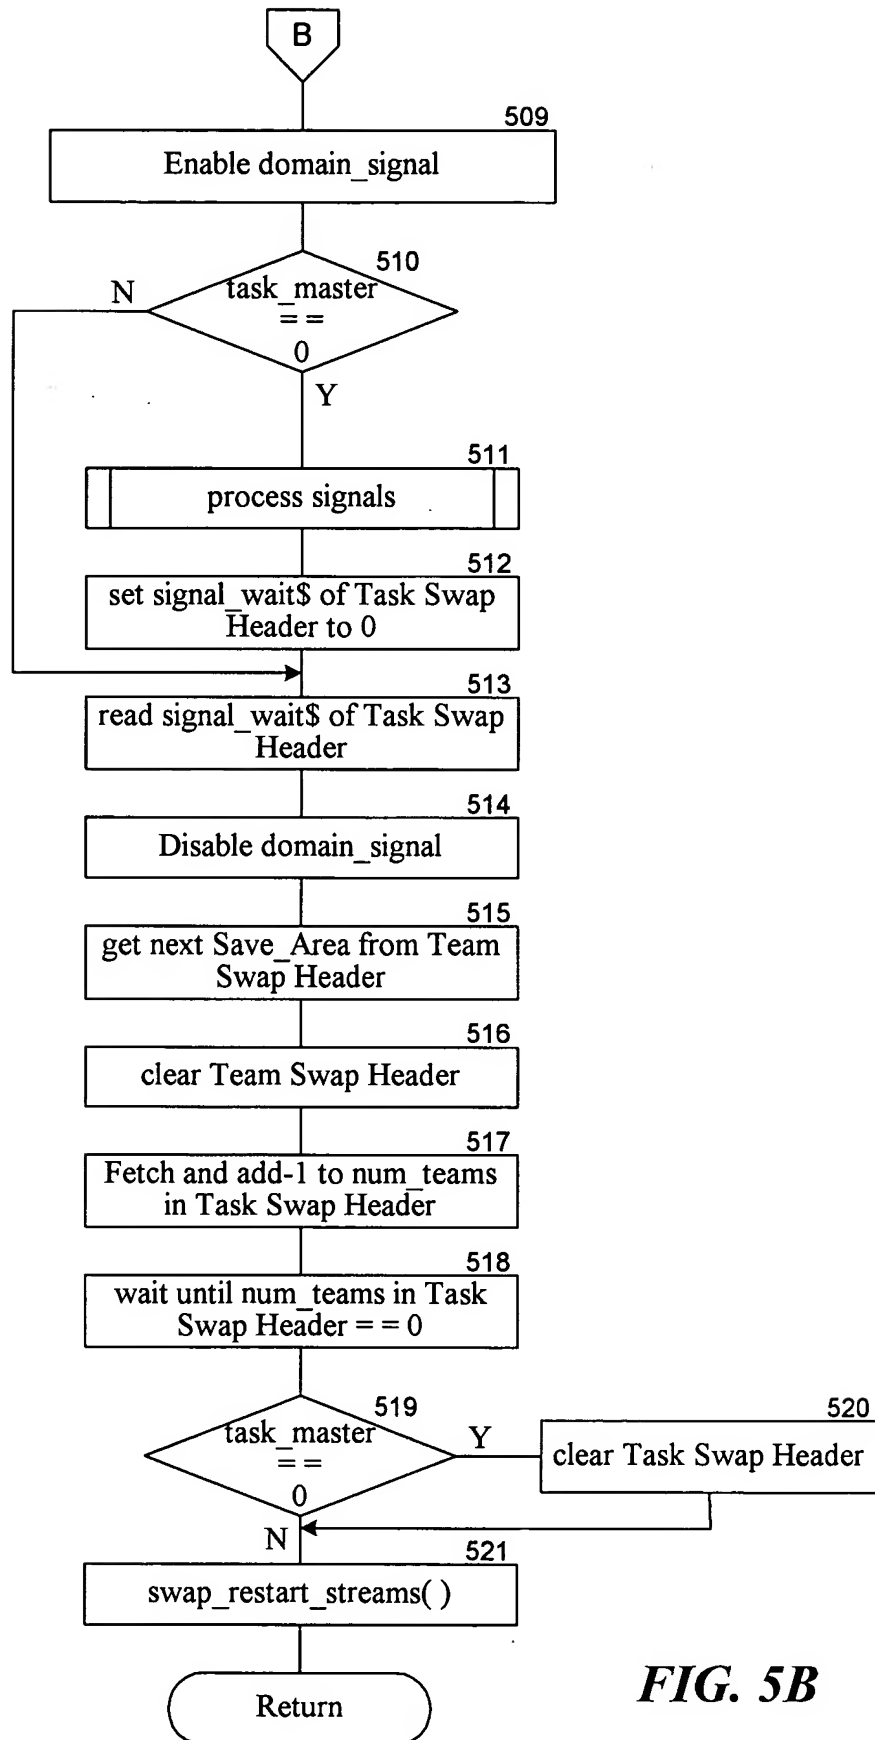 B
509
Enable domain_signal
510
task_master
N
= =
0
Y
511
process signals
512
set signal_wait$ of Task Swap
Header to 0
513
read signal_wait$ of Task Swap
Header
514
Disable domain_signal
515
get next Save_Area from Team
Swap Header
516
clear Team Swap Header
517
Fetch and add-1 to num_teams
in Task Swap Header
518
wait until num_teams in Task
Swap Header = = 0
519
task_master
= =
0
Y
520
clear Task Swap Header
N
521
swap_restart_streams( )
Return
FIG. 5B